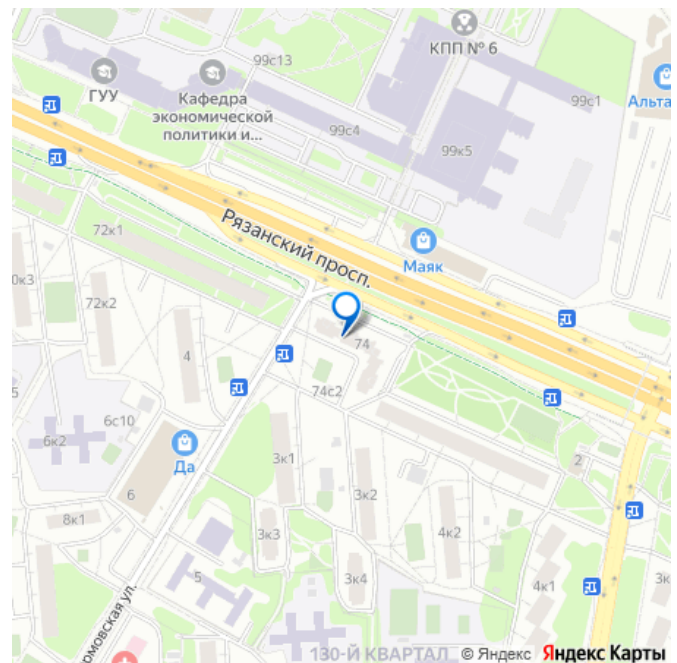 КПП № 6
99с13
ГУУ
Кафедра
экономической
политики и...
99с4
99с1
Альта
99к5
Рязанский просп.
72к1
Маяк
0к3
72к2
4
74
74с2
5
6с10
6к2
Да
3к1
2
6
3к2
8к1
3к3
4к2
5
3к4
4к1
3к
рмовская ул.
130-Й КВАРТАЛ
© Яндекс Яндекс Карты